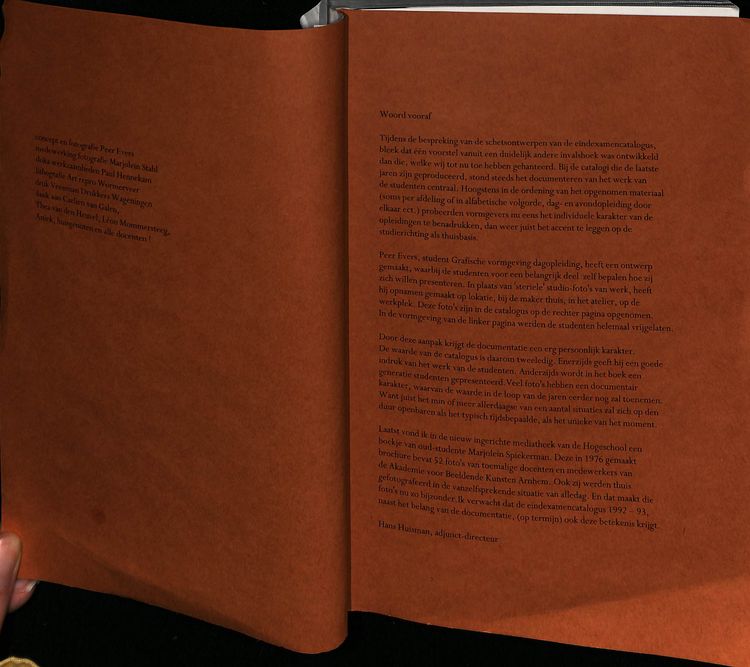 concept en fotografie Peer Evers
medewerking fotografie Marjolein Stahl
doka werkzaamheden Paul Hennekam
lithografie Art repro Wormerveer
druk Veenman Drukkers Wageningen
dank aan Carlien van Galen,
Thea van den Heuvel, Léon Mommersteeg,
Aniek, huisgenoten en alle docenten !
Woord vooraf
Tijdens de bespreking van de schetsontwerpen van de eindexamencatalogus,
bleek dat één voorstel vanuit een duidelijk andere invalshoek was ontwikkeld
dan die, welke wij tot nu toe hebben gehanteerd. Bij de catalogi die de laatste
jaren zijn geproduceerd, stond steeds het documenteren van het werk van
de studenten centraal. Hoogstens in de ordening van het opgenomen materiaal
(soms per afdeling of in alfabetische volgorde, dag- en avondopleiding door
elkaar ect.) probeerden vormgevers nu eens het individuele karakter van de
opleidingen te benadrukken, dan weer juist het accent te leggen op de
studierichting als thuisbasis.
Peer Evers, student Grafische vormgeving dagopleiding, heeft een ontwerp
gemaakt, waarbij de studenten voor een belangrijk deel zelf bepalen hoe zij
zich willen presenteren. In plaats van 'steriele' studio-foto's van werk, heeft
hij opnamen gemaakt op lokatie, bij de maker thuis, in het atelier, op de
werkplek. Deze foto's zijn in de catalogus op de rechter pagina opgenomen.
In de vormgeving van de linker pagina werden de studenten helemaal vrijgelaten.
Door deze aanpak krijgt de documentatie een erg persoonlijk karakter.
De waarde van de catalogus is daarom tweeledig. Enerzijds geeft hij een goede
indruk van het werk van de studenten. Anderzijds wordt in het boek een
generatie studenten gepresenteerd. Veel foto's hebben een documentair
karakter, waarvan de waarde in de loop van de jaren eerder nog zal toenemen.
Want juist het min of meer allerdaagse van een aantal situaties zal zich op den
duur openbaren als het typisch tijdsbepaalde, als het unieke van het moment.
Laatst vond ik in de nieuw ingerichte mediatheek van de Hogeschool een
boekje van oud-studente Marjolein Spiekerman. Deze in 1976 gemaakt
brochure bevat 52 foto's van toemalige docenten en medewerkers van
de Akademie voor Beeldende Kunsten Arnhem. Ook zij werden thuis
gefotografeerd in de vanzelfsprekende situatie van alledag. En dat maakt die
foto's nu zo bijzonder. Ik verwacht dat de eindexamencatalogus 1992 – 93,
naast het belang van de documentatie, (op termijn) ook deze betekenis krijgt.
Hans Huisman, adjunct-directeur